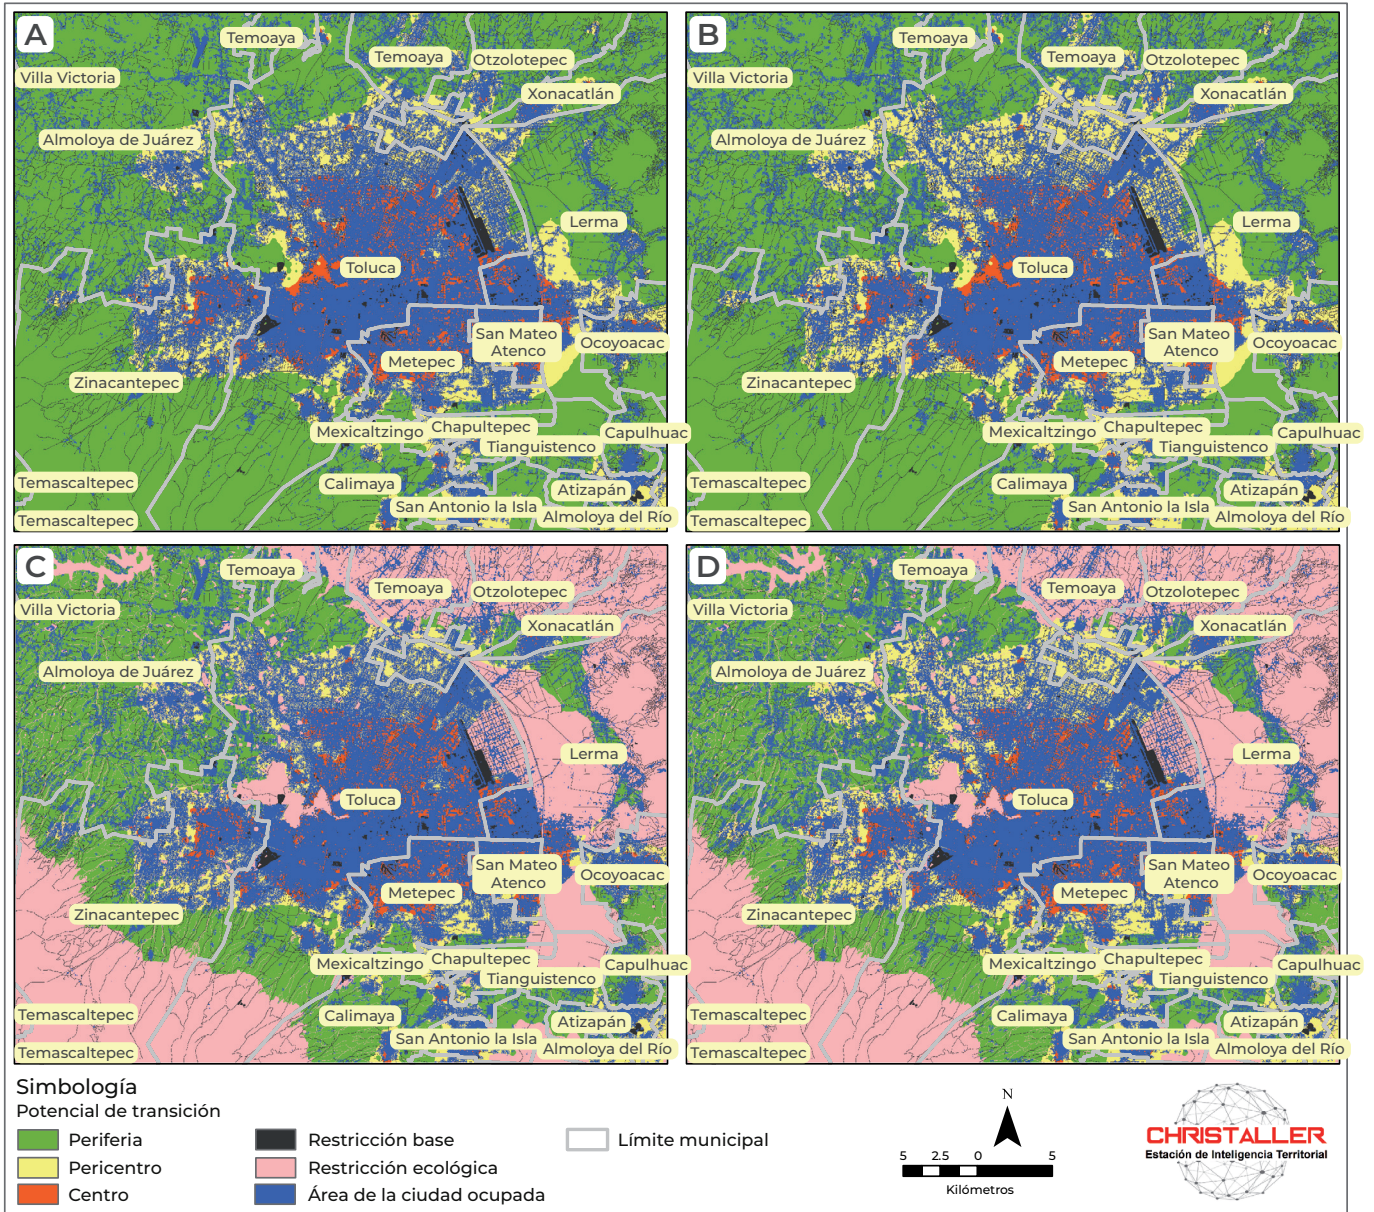 A
Temoaya
Temoaya
Otzolotepec
Villa Victoria
Xonacatlán
Almoloya de Juárez
Lerma
Toluca
San Mateo
Atenco
Ocoyoacac
Metepec
Zinacantepec
Mexicaltzingo
Chapultepec
Capulhuac
Tianguistenco
Temascaltepec
Calimaya
Atizapán
San Antonio la Isla
Almoloya del Río
Temascaltepec
B
Temoaya
Temoaya
Otzolotepec
Villa Victoria
Xonacatlán
Almoloya de Juárez
Lerma
Toluca
San Mateo
Atenco
Ocoyoacac
Metepec
Zinacantepec
Mexicaltzingo
Chapultepec
Capulhuac
Tianguistenco
Temascaltepec
Calimaya
Atizapán
San Antonio la Isla
Almoloya del Río
Temascaltepec
C
Temoaya
Temoaya
Otzolotepec
Villa Victoria
Xonacatlán
Almoloya de Juárez
Lerma
Toluca
San Mateo
Atenco
Ocoyoacac
Metepec
Zinacantepec
Mexicaltzingo
Chapultepec
Capulhuac
Tianguistenco
Temascaltepec
Calimaya
Atizapán
San Antonio la Isla
Almoloya del Río
Temascaltepec
D
Temoaya
Temoaya
Otzolotepec
Villa Victoria
Xonacatlán
Almoloya de Juárez
Lerma
Toluca
San Mateo
Atenco
Ocoyoacac
Metepec
Zinacantepec
Mexicaltzingo
Chapultepec
Capulhuac
Tianguistenco
Temascaltepec
Calimaya
Atizapán
San Antonio la Isla
Almoloya del Río
Temascaltepec
Simbología
Potencial de transición
Periferia
Pericentro
Centro
Restricción base
Restricción ecológica
Área de la ciudad ocupada
Límite municipal
N
5 2.5 0 5
Kilómetros
CHRISTALLER
Estación de Inteligencia Territorial